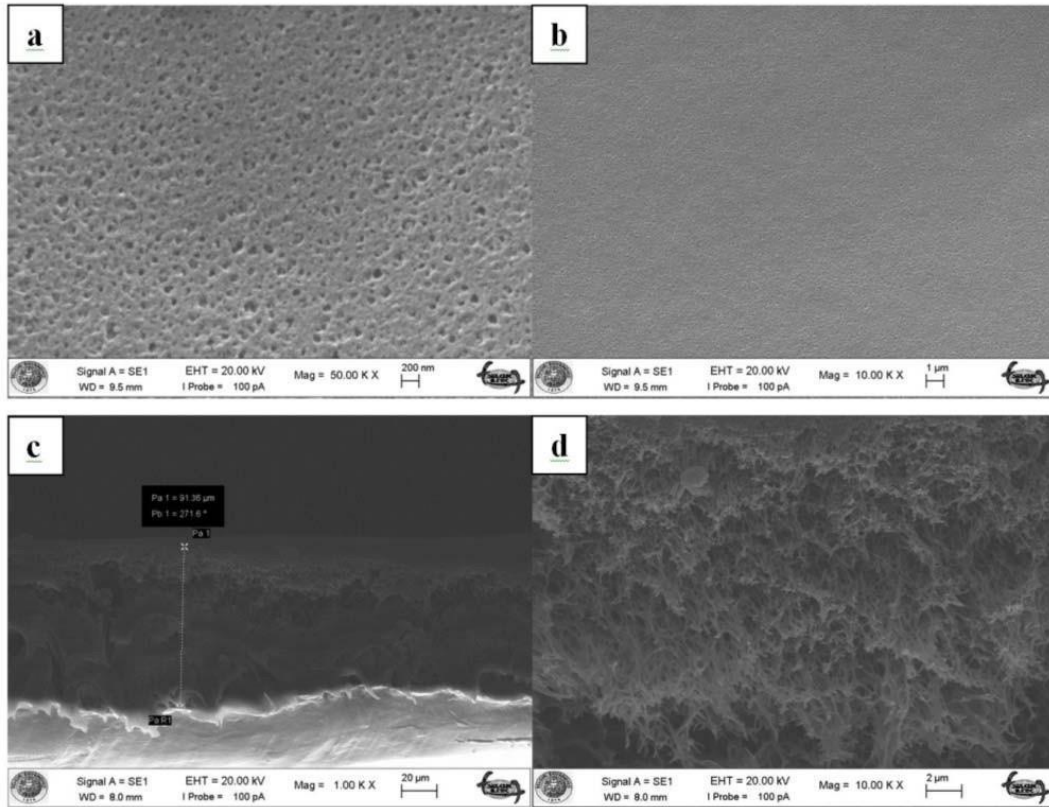 a
b
Signal A = SE1 EHT = 20.00 kV Mag = 50.00 K X 200 nm
WD = 9.5 mm I Probe = 100 pA
Signal A = SE1 EHT = 20.00 kV Mag = 10.00 K X 1 µm
WD = 9.5 mm I Probe = 100 pA
c
d
Pa 1 = 91.35 µm
Pb 1 = 271.6 °
Pa 1
Pa R1
Signal A = SE1 EHT = 20.00 kV Mag = 1.00 K X 20 µm
WD = 8.0 mm I Probe = 100 pA
Signal A = SE1 EHT = 20.00 kV Mag = 10.00 K X 2 µm
WD = 8.0 mm I Probe = 100 pA